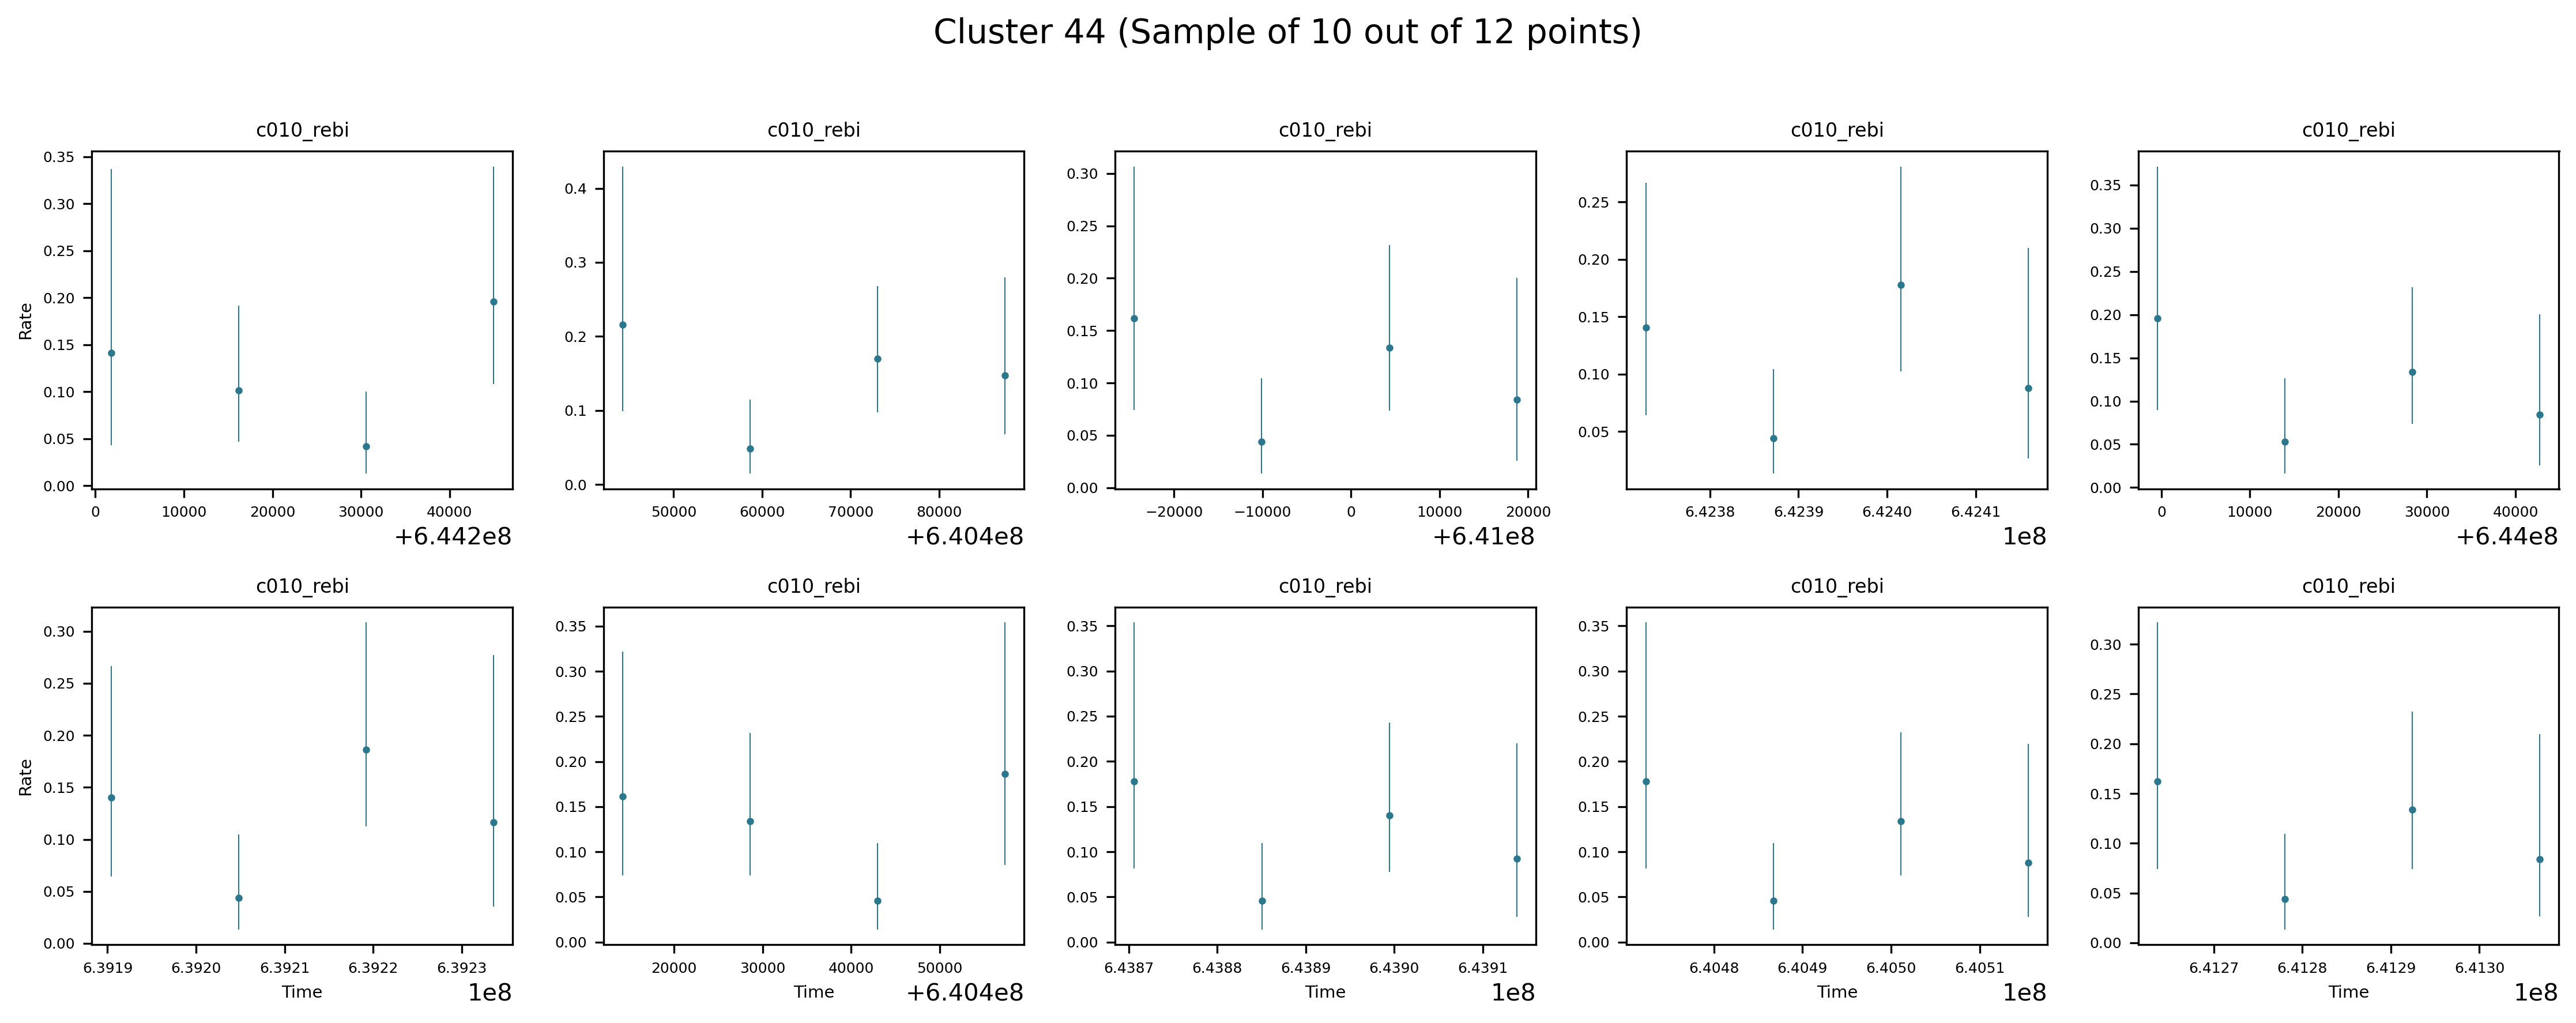 Cluster 44 (Sample of 10 out of 12 points)
c010_rebi c010_rebi c010_rebi c010_rebi c010_rebi
Rate
0.35 0.30 0.25 0.20 0.15 0.10 0.05 0.00
0 10000 20000 30000 40000
+6.442e8
0.4 0.3 0.2 0.1 0.0
50000 60000 70000 80000
+6.404e8
0.30 0.25 0.20 0.15 0.10 0.05 0.00
−20000 −10000 0 10000 20000
+6.41e8
0.25 0.20 0.15 0.10 0.05
6.4238 6.4239 6.4240 6.4241
1e8
0.35 0.30 0.25 0.20 0.15 0.10 0.05 0.00
0 10000 20000 30000 40000
+6.44e8
c010_rebi c010_rebi c010_rebi c010_rebi c010_rebi
Rate
0.30 0.25 0.20 0.15 0.10 0.05 0.00
6.3919 6.3920 6.3921 6.3922 6.3923
Time 1e8
0.35 0.30 0.25 0.20 0.15 0.10 0.05 0.00
20000 30000 40000 50000
Time +6.404e8
0.35 0.30 0.25 0.20 0.15 0.10 0.05 0.00
6.4387 6.4388 6.4389 6.4390 6.4391
Time 1e8
0.35 0.30 0.25 0.20 0.15 0.10 0.05 0.00
6.4048 6.4049 6.4050 6.4051
Time 1e8
0.30 0.25 0.20 0.15 0.10 0.05 0.00
6.4127 6.4128 6.4129 6.4130
Time 1e8